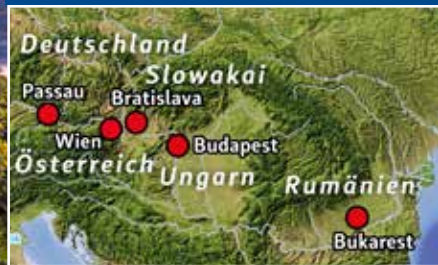 Deutschland
Slowakai
Passau
Bratislava
Wien
Budapest
Österreich
Ungarn
Rumänien
Bukarest